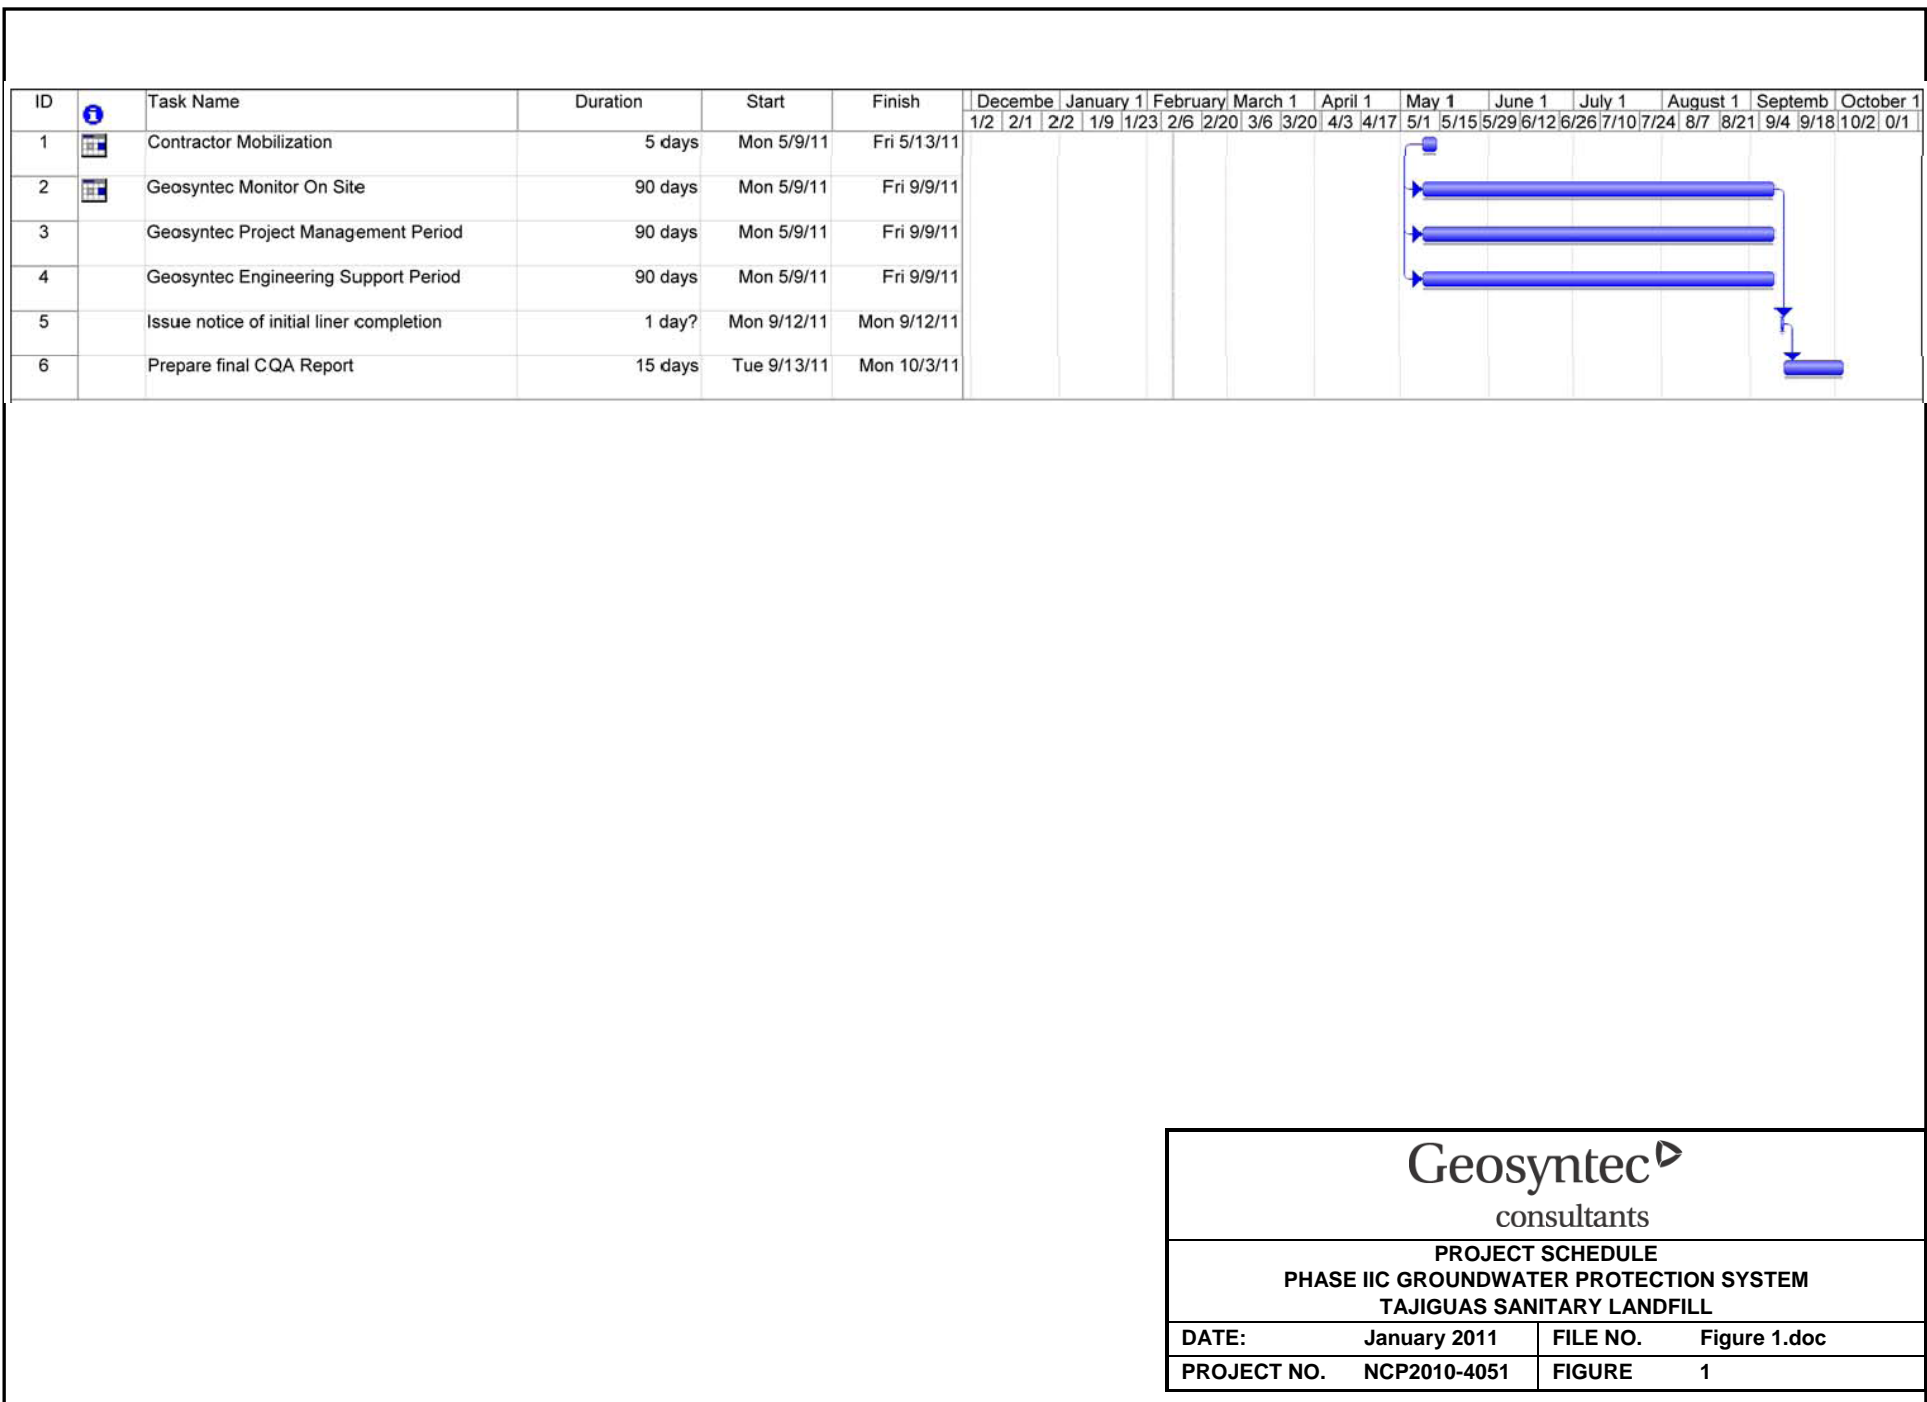 ID Task Name Duration Start Finish Decembe January 1 February March 1 April 1 May 1 June 1 July 1 August 1 Septemb October 1
1/2 2/1 2/2 1/9 1/23 2/6 2/20 3/6 3/20 4/3 4/17 5/1 5/15 5/29 6/12 6/26 7/10 7/24 8/7 8/21 9/4 9/18 10/2 0/1
1 Contractor Mobilization 5 days Mon 5/9/11 Fri 5/13/11
2 Geosyntec Monitor On Site 90 days Mon 5/9/11 Fri 9/9/11
3 Geosyntec Project Management Period 90 days Mon 5/9/11 Fri 9/9/11
4 Geosyntec Engineering Support Period 90 days Mon 5/9/11 Fri 9/9/11
5 Issue notice of initial liner completion 1 day? Mon 9/12/11 Mon 9/12/11
6 Prepare final CQA Report 15 days Tue 9/13/11 Mon 10/3/11
Geosyntec
consultants
PROJECT SCHEDULE
PHASE IIC GROUNDWATER PROTECTION SYSTEM
TAJIGUAS SANITARY LANDFILL
DATE: January 2011 FILE NO. Figure 1.doc
PROJECT NO. NCP2010-4051 FIGURE 1